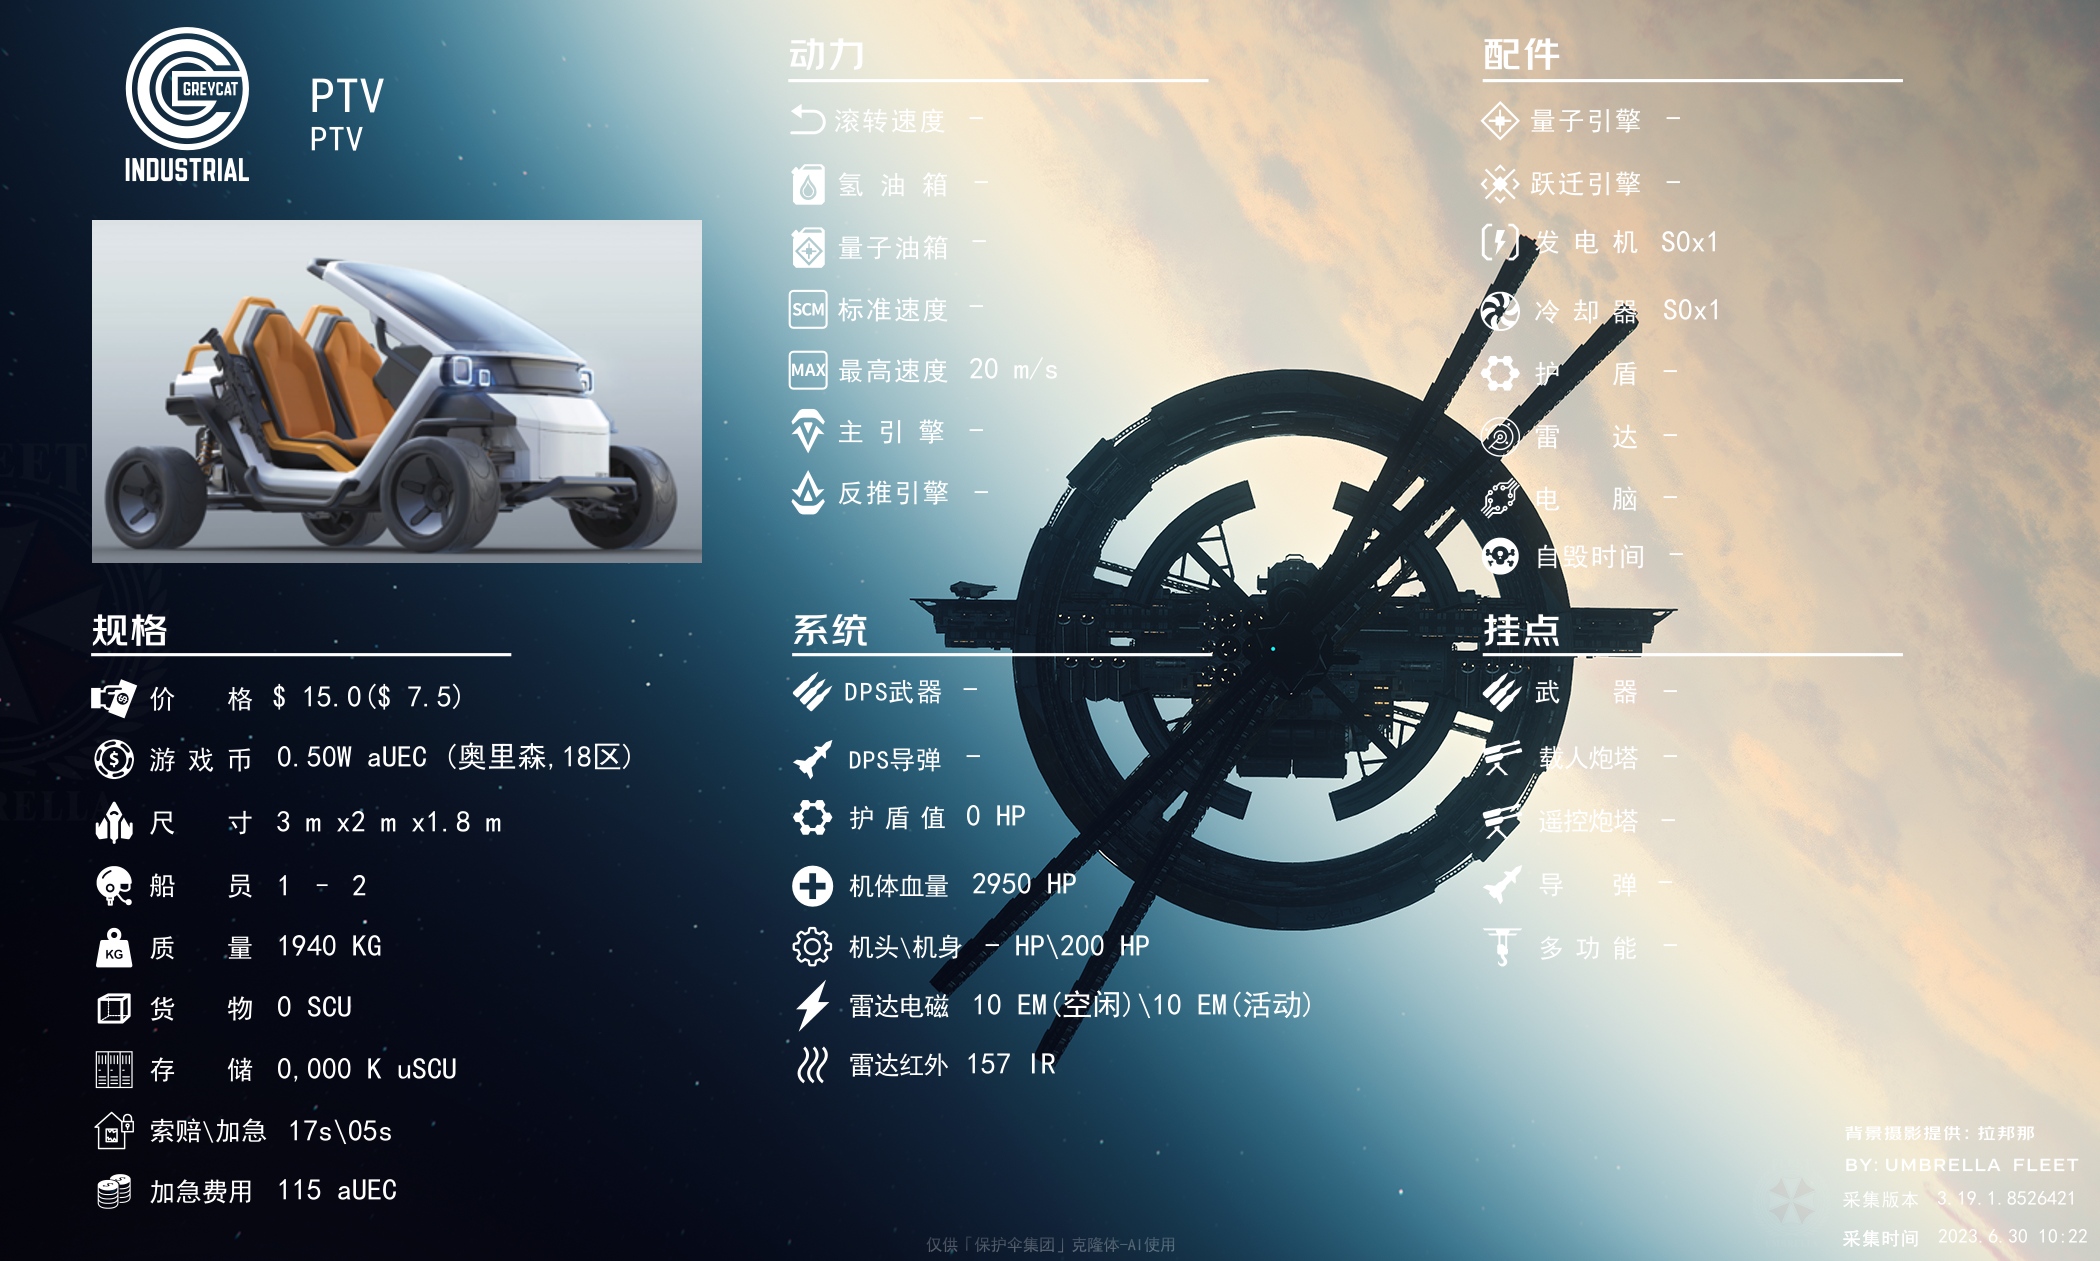 GREYCAT
INDUSTRIAL
PTV
PTV
规格
价格 $ 15.0($ 7.5)
游戏币 0.50W aUEC (奥里森,18区)
尺寸 3 m x2 m x1.8 m
船员 1 - 2
KG
质量 1940 KG
货物 0 SCU
存储 0,000 K uSCU
索赔\加急 17s\05s
加急费用 115 aUEC
动力
滚转速度 -
氢油箱 -
量子油箱 -
SCM 标准速度 -
MAX 最高速度 20 m/s
主引擎 -
反推引擎 -
系统
DPS武器 -
DPS导弹 -
护盾值 0 HP
机体血量 2950 HP
机头\机身 - HP\200 HP
雷达电磁 10 EM(空闲)\10 EM(活动)
雷达红外 157 IR
配件
量子引擎 -
跃迁引擎 -
发电机 S0x1
冷却器 S0x1
护盾 -
雷达 -
电脑 -
自毁时间 -
挂点
武器 -
载人炮塔 -
遥控炮塔 -
导弹 -
多功能 -
背景摄影提供: 拉邦那
BY: UMBRELLA FLEET
采集版本 3.19.1.8526421
采集时间 2023.6.30 10:22
仅供「保护伞集团」克隆体-AI使用